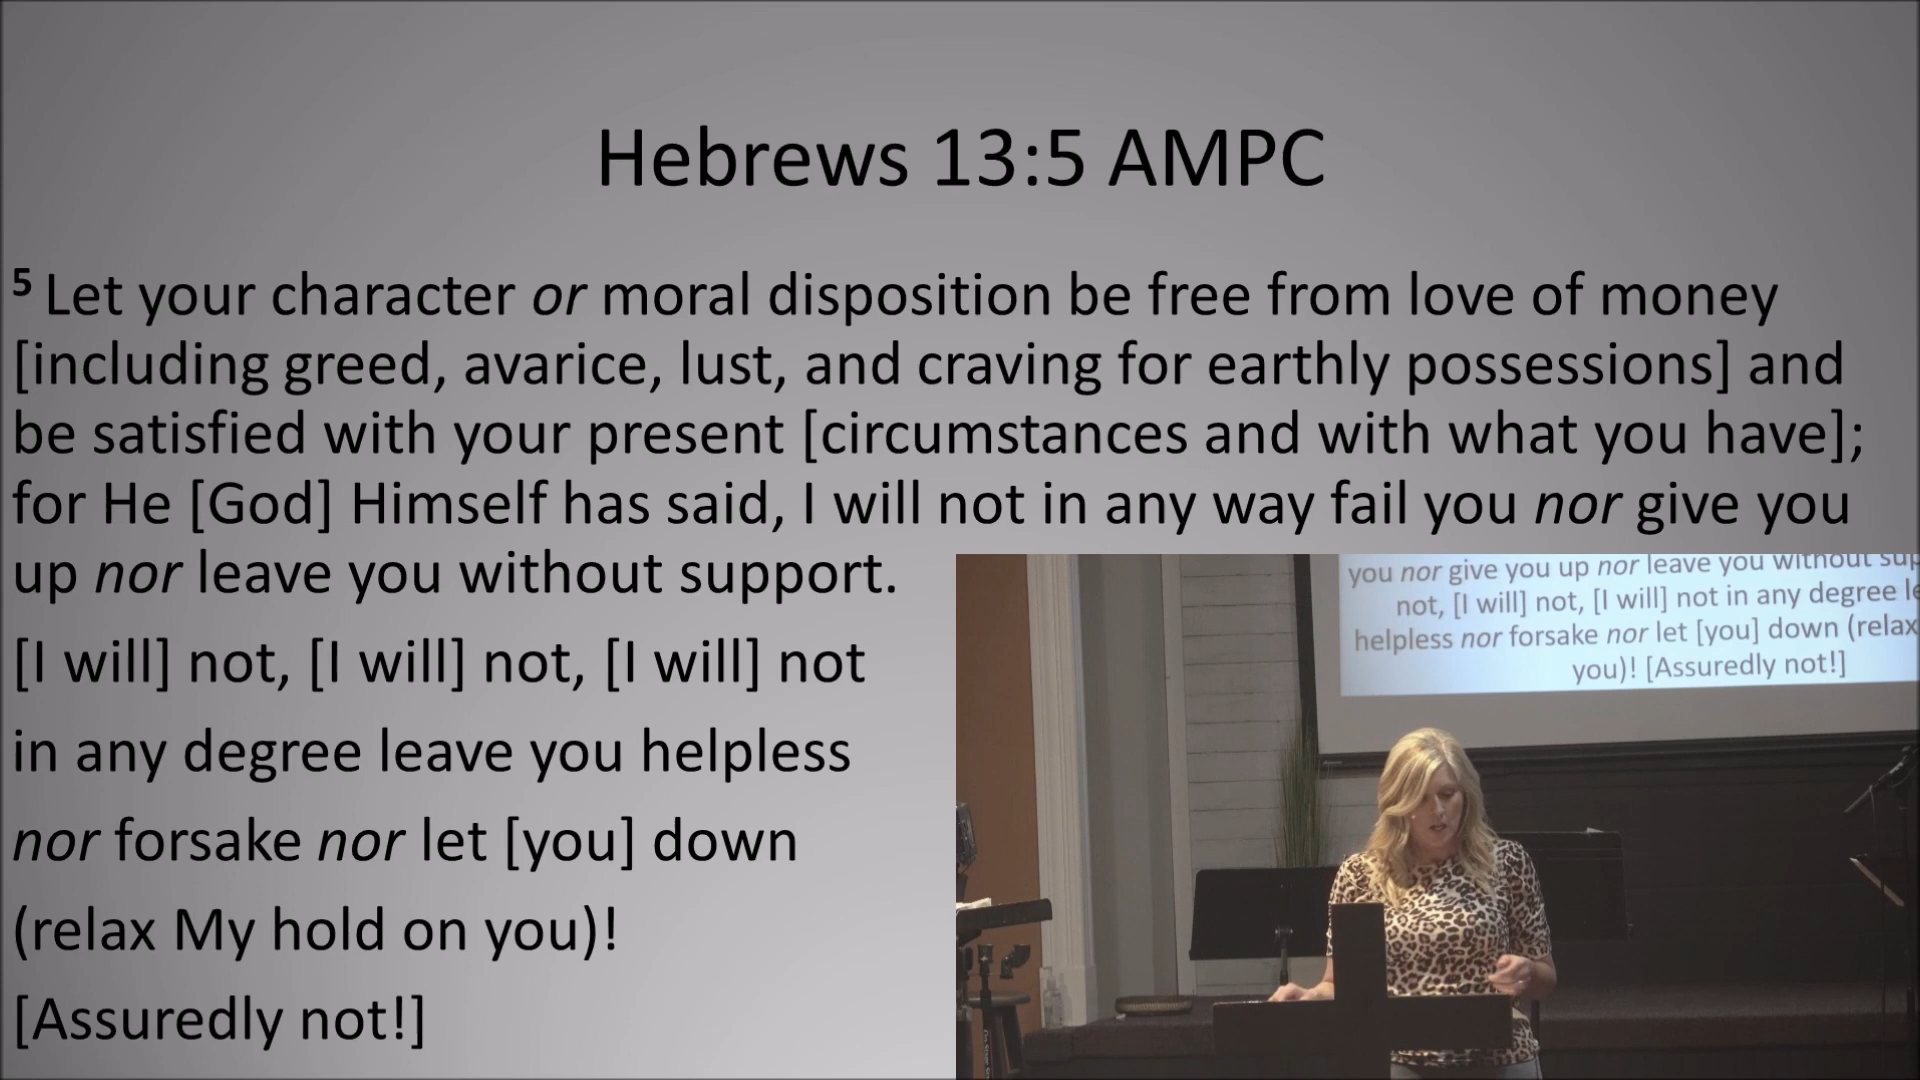 Hebrews 13:5 AMPC
5 Let your character or moral disposition be free from love of money
[including greed, avarice, lust, and craving for earthly possessions] and
be satisfied with your present [circumstances and with what you have];
for He [God] Himself has said, I will not in any way fail you nor give you
up nor leave you without support.
[I will] not, [I will] not, [I will] not
in any degree leave you helpless
nor forsake nor let [you] down
(relax My hold on you)!
[Assuredly not!]
you nor give you up nor leave you without
not, [I will] not, [I will] not in any degree
helpless nor forsake nor let [you] down (relax
you)! [Assuredly not!]